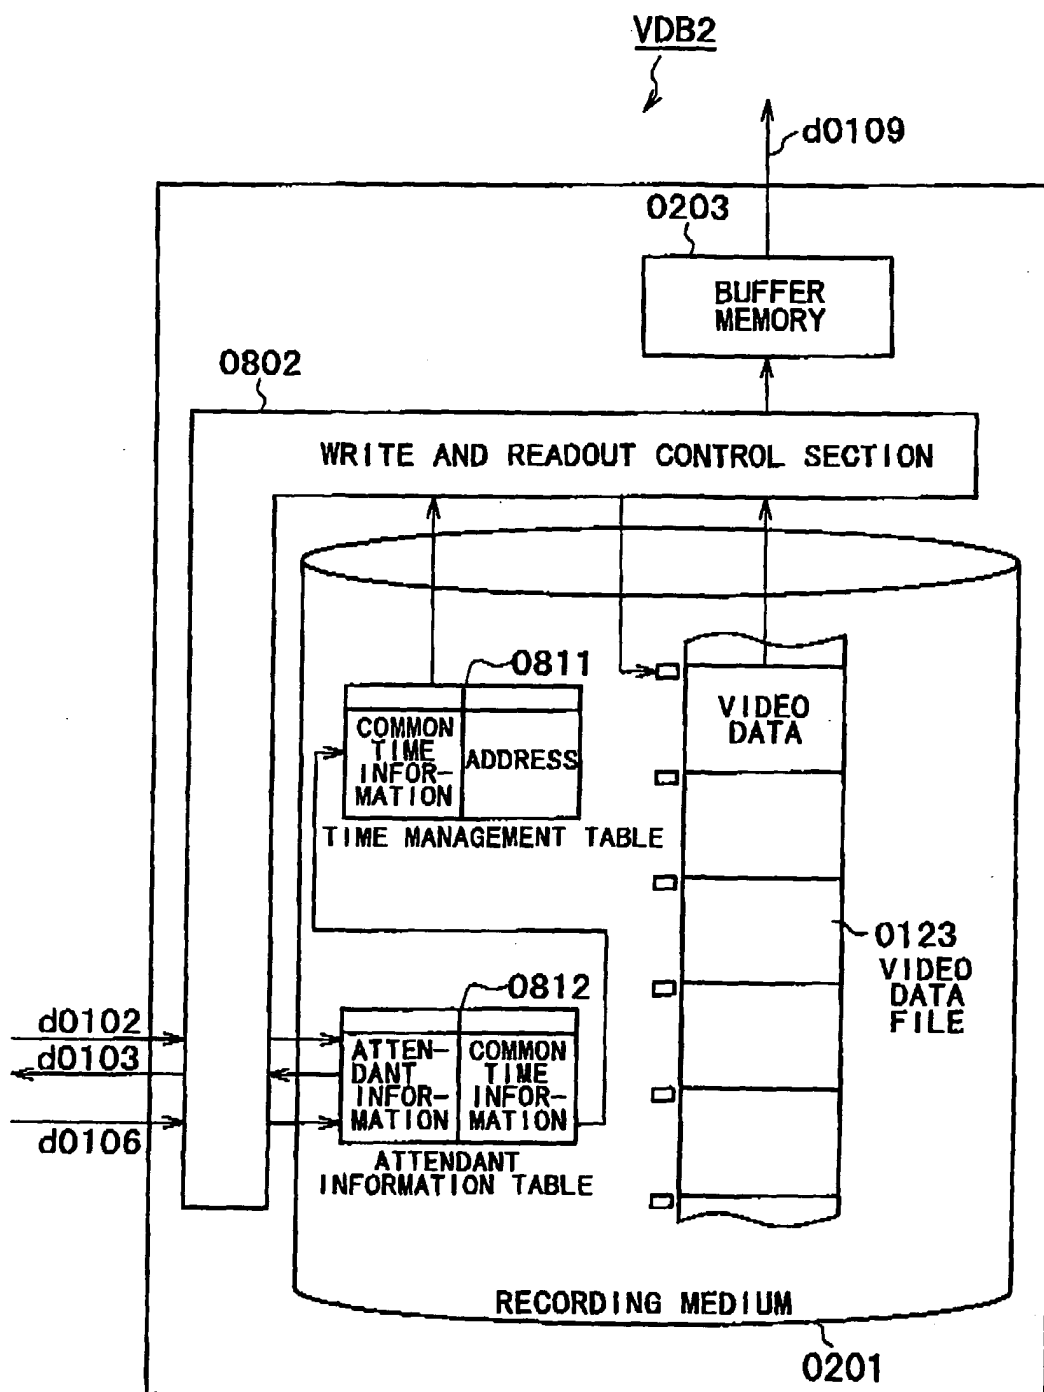 VDB2
d0109
0203
BUFFER
MEMORY
0802
WRITE AND READOUT CONTROL SECTION
0811
COMMON
TIME
INFOR-
MATION
ADDRESS
TIME MANAGEMENT TABLE
VIDEO
DATA
0123
VIDEO
DATA
FILE
0812
d0102
d0103
d0106
ATTEN-
DANT
INFOR-
MATION
COMMON
TIME
INFOR-
MATION
ATTENDANT
INFORMATION TABLE
RECORDING MEDIUM
0201